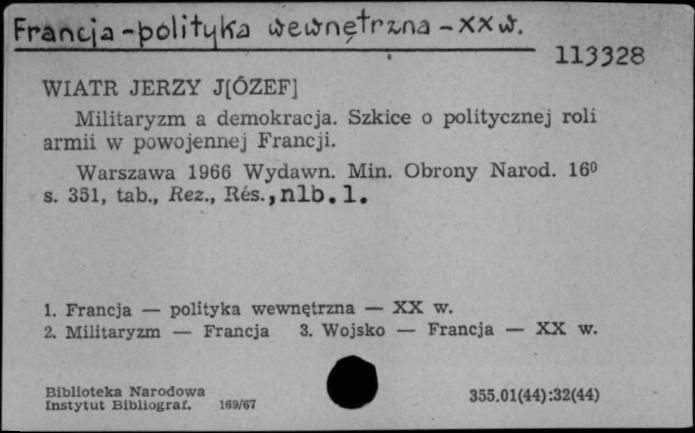 Francja-polityka wewnętrzna-XXw.
113328
WIATR JERZY J[ÓZEF]
Militaryzm a demokracja. Szkice o politycznej roli
armii w powojennej Francji.
Warszawa 1966 Wydawn. Min. Obrony Narod. 16⁰
s. 351, tab., Rez., Rés., nlb. 1.
1. Francja — polityka wewnętrzna — XX w.
2. Militaryzm — Francja 3. Wojsko — Francja — XX w.
Biblioteka Narodowa
Instytut Bibliograf. 169/67
355.01(44):32(44)